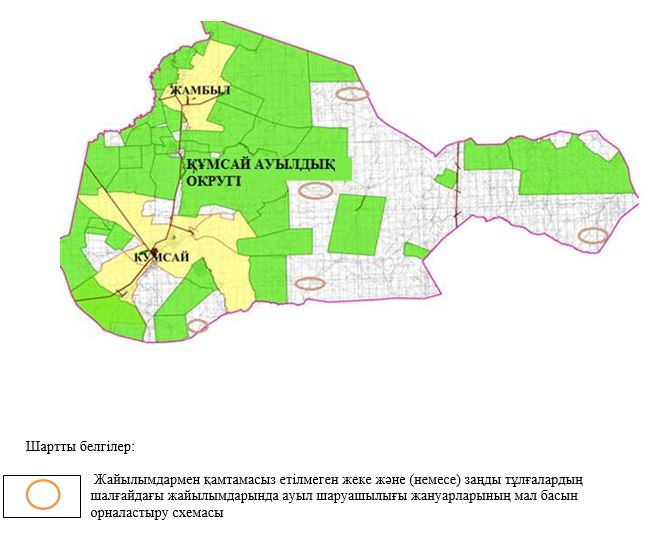 ЖАМБЫЛ
ҚҰМСАЙ АУЫЛДЫҚ
ОКРУГІ
КУМСАЙ
Шартты белгілер:
Жайылымдармен қамтамасыз етілмеген жеке және (немесе) заңды тұлғалардың
шалғайдағы жайылымдарында ауыл шаруашылығы жануарларының мал басын
орналастыру схемасы